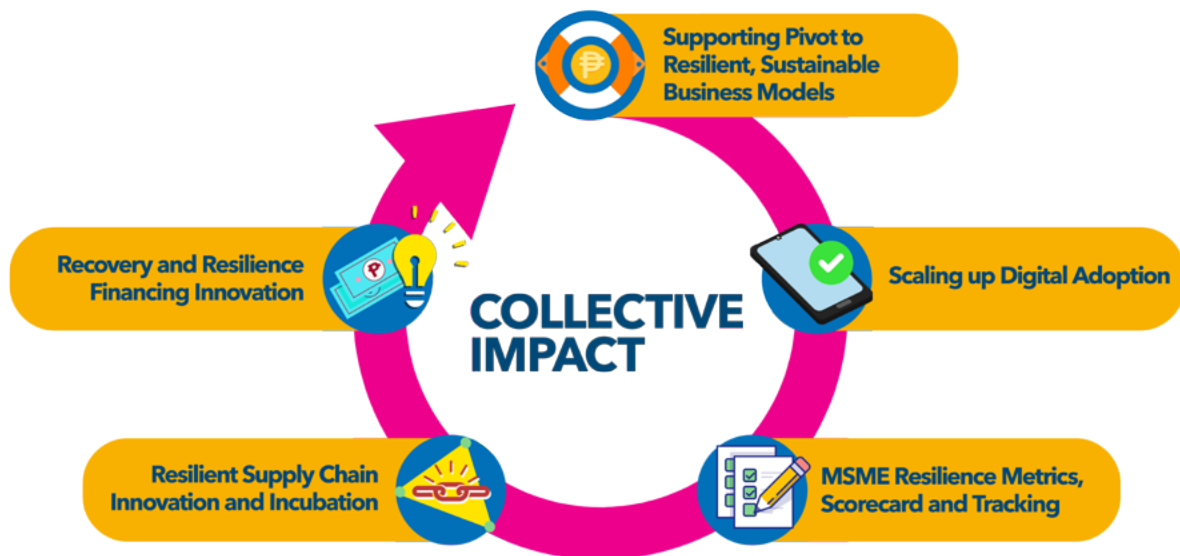 Supporting Pivot to
Resilient, Sustainable
Business Models
Scaling up Digital Adoption
MSME Resilience Metrics,
Scorecard and Tracking
Resilient Supply Chain
Innovation and Incubation
Recovery and Resilience
Financing Innovation
COLLECTIVE
IMPACT